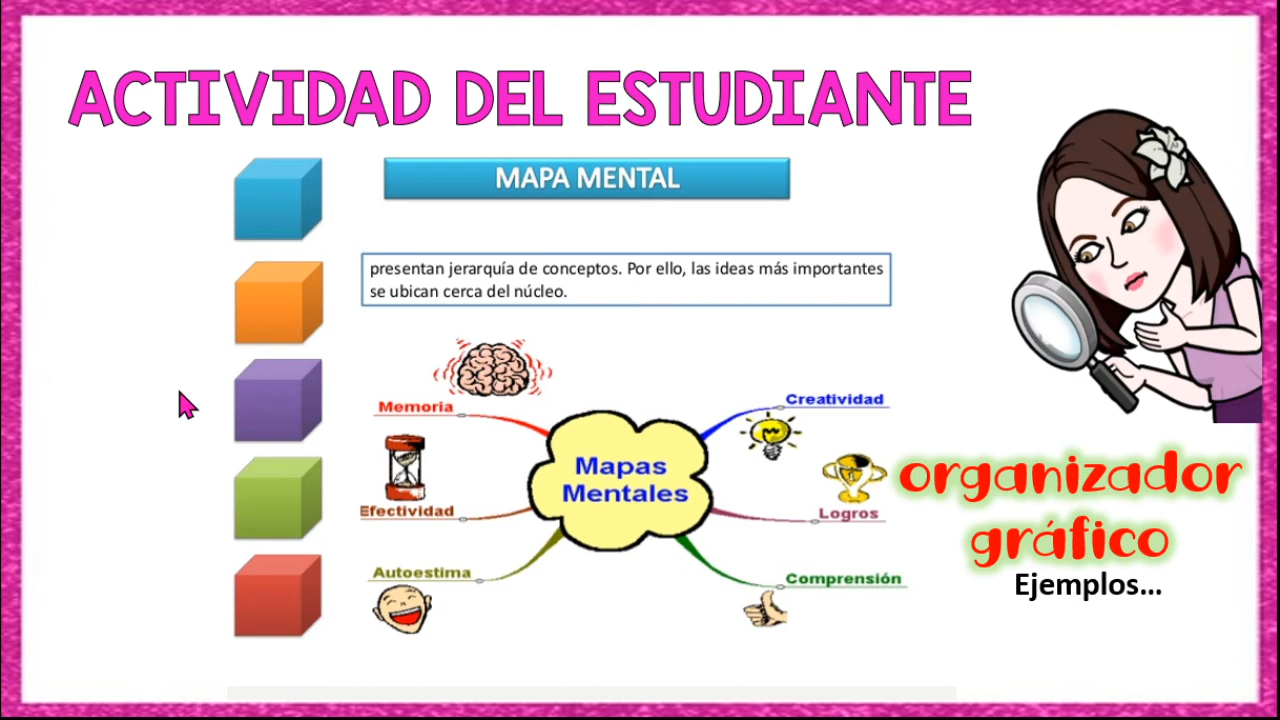 ACTIVIDAD DEL ESTUDIANTE
MAPA MENTAL
presentan jerarquía de conceptos. Por ello, las ideas más importantes
se ubican cerca del núcleo.
Memoria
Creatividad
Mapas
Mentales
Efectividad
Logros
Autoestima
Comprensión
organizador
gráfico
Ejemplos...